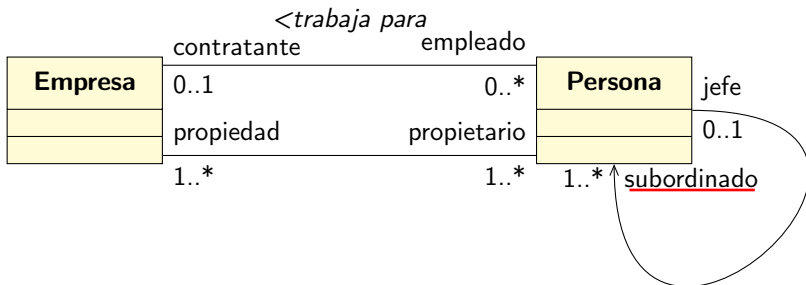 <trabaja para
contratante
empleado
Empresa
0..1
0..*
Persona
jefe
propiedad
propietario
0..1
1..*
1..*
1..*
subordinado